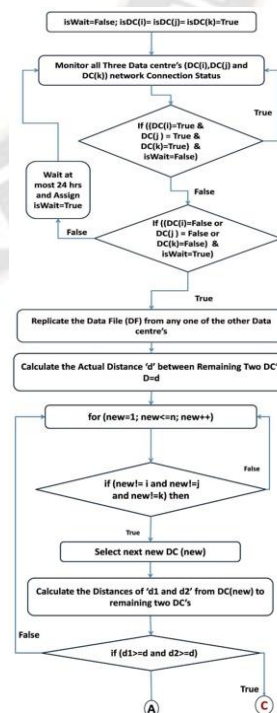 isWait=False; isDC(i)= isDC(j)= isDC(k)=True
Monitor all Three Data centre's (DC(i),DC(j) and
DC(k)) network Connection Status
True
If ((DC(i)=True &
DC(j ) = True &
DC(k)=True) &
isWait=False)
Wait at
most 24 hrs
and Assign
isWait=True
False
If ((DC(i)=False or
DC(j ) = False or
DC(k)=False) &
isWait=True)
False
True
Replicate the Data File (DF) from any one of the other Data
centre's
Calculate the Actual Distance 'd' between Remaining Two DC'
D=d
for (new=1; new<=n; new++)
False
if (new!= i and new!=j
and new!=k) then
True
Select next new DC (new)
Calculate the Distances of 'd1 and d2' from DC(new) to
remaining two DC's
False
if (d1>=d and d2>=d)
True
A
C